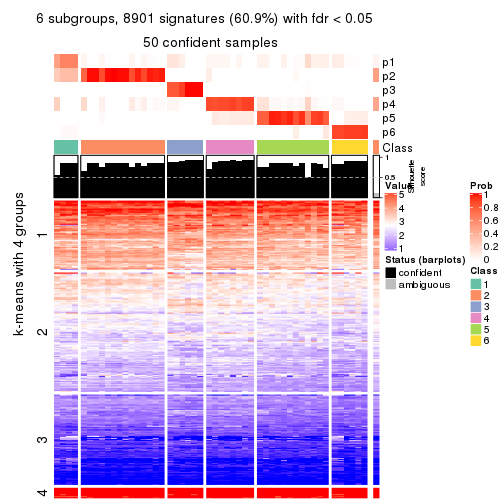 6 subgroups, 8901 signatures (60.9%) with fdr < 0.05
50 confident samples
p1
p2
p3
p4
p5
p6
Class
1
0.5
Silhouette
score
k-means with 4 groups
1
2
3
4
Value
5
4
3
2
1
Status (barplots)
confident
ambiguous
Prob
1
0.8
0.6
0.4
0.2
0
Class
1
2
3
4
5
6